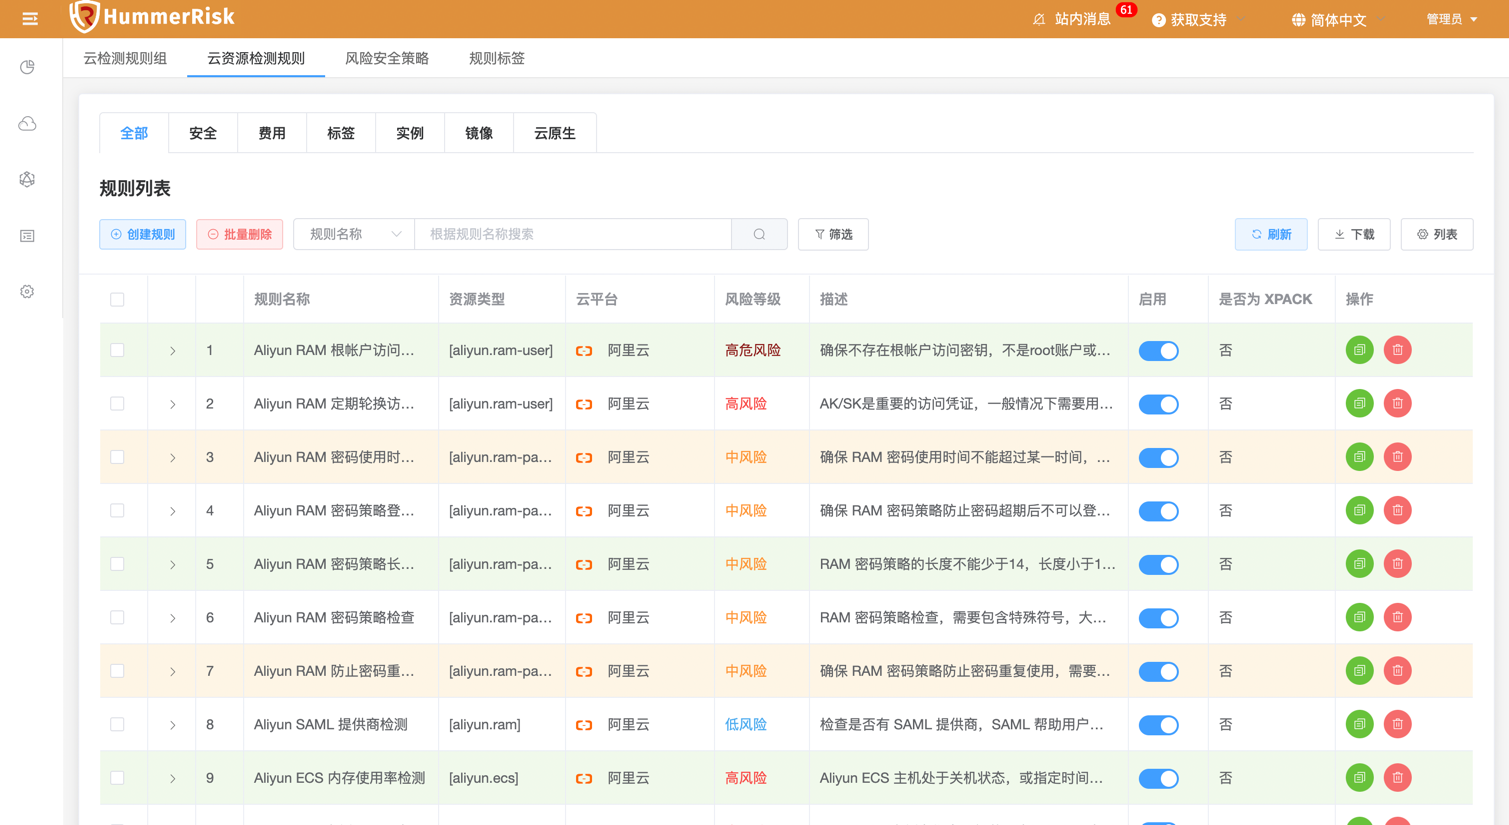 HummerRisk
站内消息 61
获取支持
简体中文
管理员
云检测规则组
云资源检测规则
风险安全策略
规则标签
全部
安全
费用
标签
实例
镜像
云原生
规则列表
创建规则
批量删除
规则名称
根据规则名称搜索
筛选
刷新
下载
列表
规则名称 资源类型 云平台 风险等级 描述 启用 是否为 XPACK 操作
1 Aliyun RAM 根帐户访问... [aliyun.ram-user] 阿里云 高危风险 确保不存在根帐户访问密钥，不是root账户或... 否
2 Aliyun RAM 定期轮换访... [aliyun.ram-user] 阿里云 高风险 AK/SK是重要的访问凭证，一般情况下需要用... 否
3 Aliyun RAM 密码使用时... [aliyun.ram-pa... 阿里云 中风险 确保 RAM 密码使用时间不能超过某一时间，... 否
4 Aliyun RAM 密码策略登... [aliyun.ram-pa... 阿里云 中风险 确保 RAM 密码策略防止密码超期后不可以登... 否
5 Aliyun RAM 密码策略长... [aliyun.ram-pa... 阿里云 中风险 RAM 密码策略的长度不能少于14，长度小于1... 否
6 Aliyun RAM 密码策略检查 [aliyun.ram-pa... 阿里云 中风险 RAM 密码策略检查，需要包含特殊符号，大... 否
7 Aliyun RAM 防止密码重... [aliyun.ram-pa... 阿里云 中风险 确保 RAM 密码策略防止密码重复使用，需要... 否
8 Aliyun SAML 提供商检测 [aliyun.ram] 阿里云 低风险 检查是否有 SAML 提供商，SAML 帮助用户... 否
9 Aliyun ECS 内存使用率检测 [aliyun.ecs] 阿里云 高风险 Aliyun ECS 主机处于关机状态，或指定时间... 否